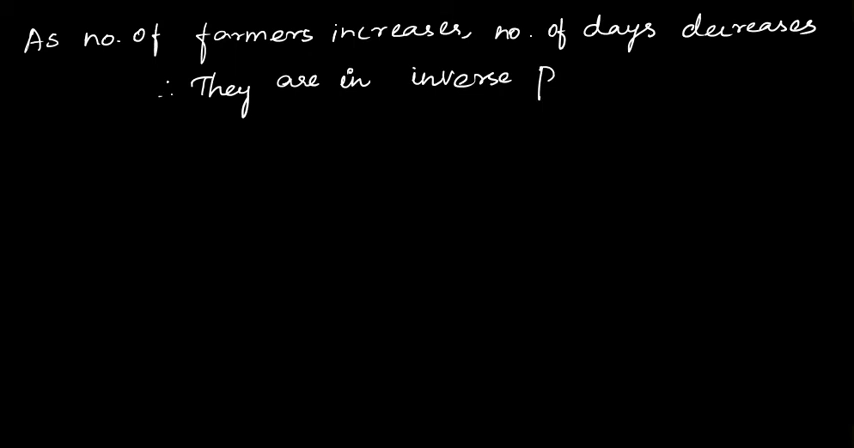 As no. of farmers increases, no. of days decreases
∴ They are in inverse P